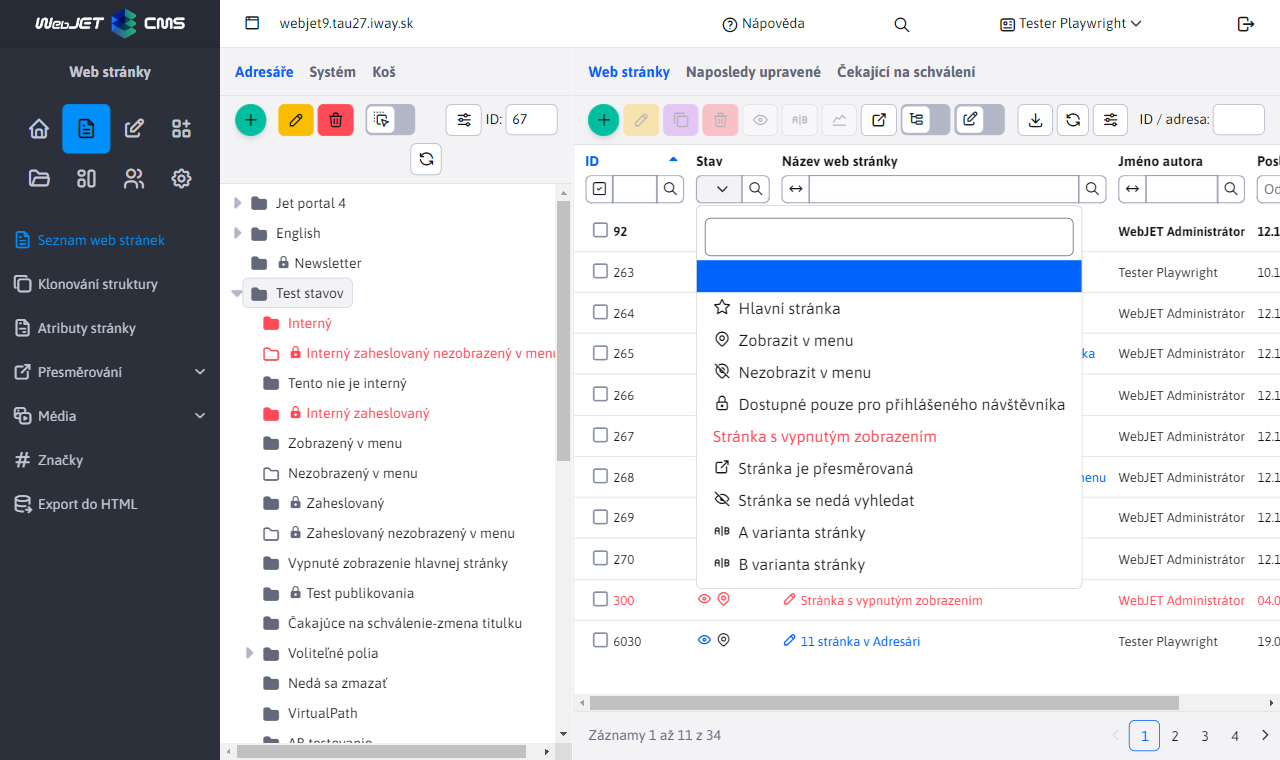 WebJET CMS
webjet9.tau27.iway.sk
Nápověda
Tester Playwright
Web stránky
Seznam web stránek
Klonování struktury
Atributy stránky
Přesměrování
Média
Značky
Export do HTML
Adresáře Systém Koš
ID: 67
Jet portal 4
English
Newsletter
Test stavov
Interný
Interný zaheslovaný nezobrazený v menu
Tento nie je interný
Interný zaheslovaný
Zobrazený v menu
Nezobrazený v menu
Zaheslovaný
Zaheslovaný nezobrazený v menu
Vypnuté zobrazenie hlavnej stránky
Test publikovania
Čakajúce na schválenie-zmena titulku
Voliteľné polia
Nedá sa zmazať
VirtualPath
AB testovanie
Web stránky Naposledy upravené Čekající na schválení
A|B
ID / adresa:
ID Stav Název web stránky Jméno autora Posl
Od
Hlavní stránka
Zobrazit v menu
Nezobrazit v menu
Dostupné pouze pro přihlášeného návštěvníka
Stránka s vypnutým zobrazením
Stránka je přesměrovaná
Stránka se nedá vyhledat
A|B A varianta stránky
A|B B varianta stránky
92 WebJET Administrátor 12.1
263 Tester Playwright 10.1
264 WebJET Administrátor 12.1
265 ka WebJET Administrátor 12.1
266 WebJET Administrátor 12.1
267 WebJET Administrátor 12.1
268 menu WebJET Administrátor 12.1
269 WebJET Administrátor 12.1
270 WebJET Administrátor 12.1
300 Stránka s vypnutým zobrazením WebJET Administrátor 04.0
6030 11 stránka v Adresári Tester Playwright 19.0
Záznamy 1 až 11 z 34
1 2 3 4